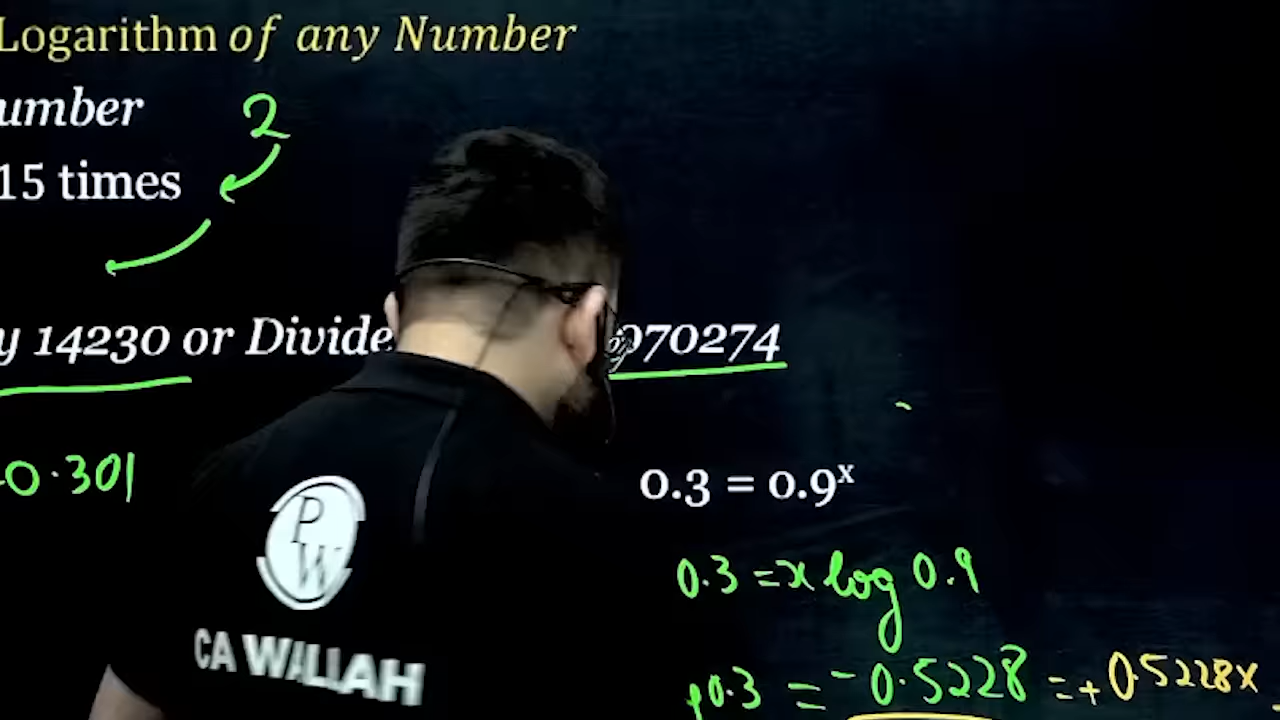 Logarithm of any Number
umber 2
15 times
y 14230 or Divide 070274
0.301
0.3 = 0.9ˣ
0.3 = x log 0.9
0.3 = -0.5228 = +0.5228x
PW
CA WALLAH